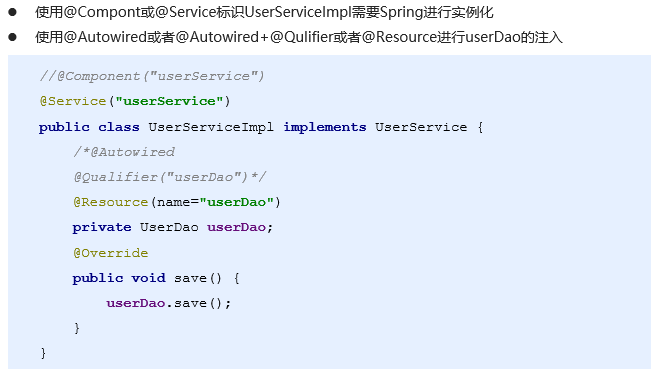 ● 使用@Compont或@Service标识UserServiceImpl需要Spring进行实例化
● 使用@Autowired或者@Autowired+@Qulifier或者@Resource进行userDao的注入
//@Component("userService")
@Service("userService")
public class UserServiceImpl implements UserService {
    /*@Autowired
    @Qualifier("userDao")*/
    @Resource(name="userDao")
    private UserDao userDao;
    @Override
    public void save() {
        userDao.save();
    }
}